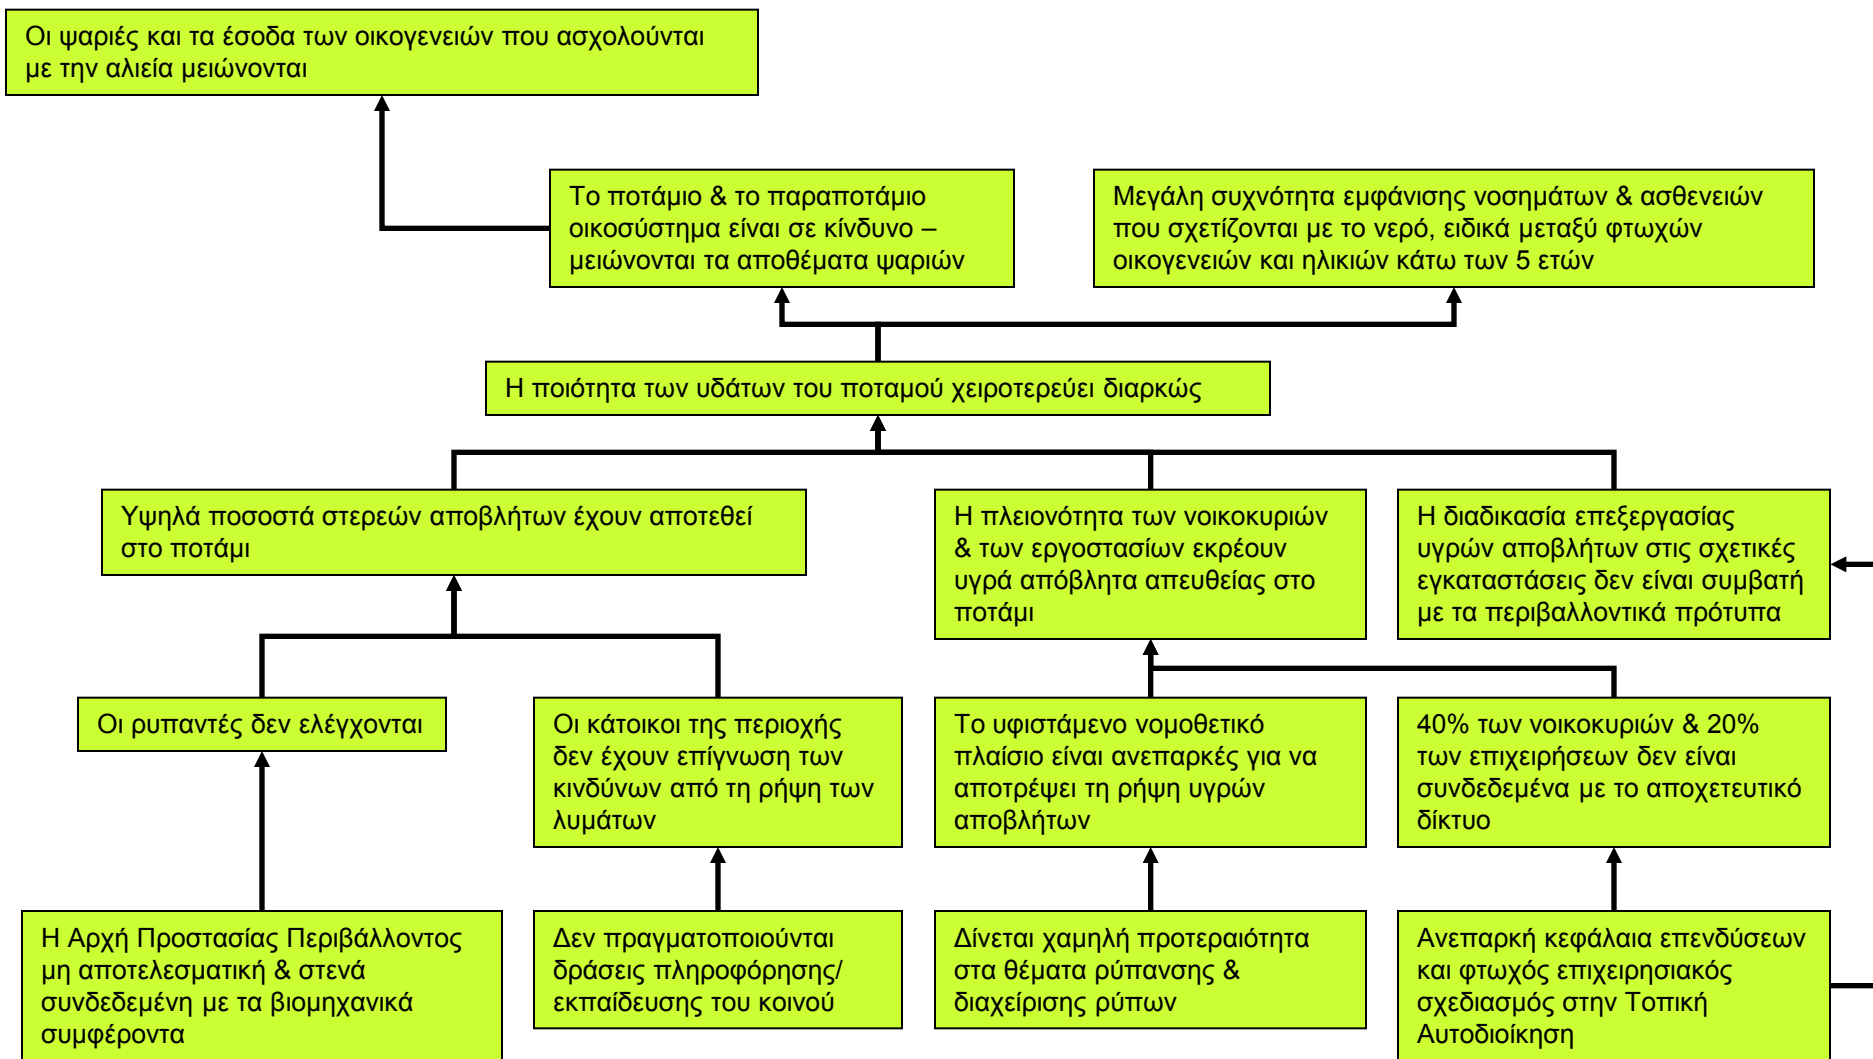 Οι ψαριές και τα έσοδα των οικογενειών που ασχολούνται
με την αλιεία μειώνονται
Το ποτάμιο & το παραποτάμιο
οικοσύστημα είναι σε κίνδυνο –
μειώνονται τα αποθέματα ψαριών
Μεγάλη συχνότητα εμφάνισης νοσημάτων & ασθενειών
που σχετίζονται με το νερό, ειδικά μεταξύ φτωχών
οικογενειών και ηλικιών κάτω των 5 ετών
Η ποιότητα των υδάτων του ποταμού χειροτερεύει διαρκώς
Υψηλά ποσοστά στερεών αποβλήτων έχουν αποτεθεί
στο ποτάμι
Η πλειονότητα των νοικοκυριών
& των εργοστασίων εκρέουν
υγρά απόβλητα απευθείας στο
ποτάμι
Η διαδικασία επεξεργασίας
υγρών αποβλήτων στις σχετικές
εγκαταστάσεις δεν είναι συμβατή
με τα περιβαλλοντικά πρότυπα
Οι ρυπαντές δεν ελέγχονται
Οι κάτοικοι της περιοχής
δεν έχουν επίγνωση των
κινδύνων από τη ρήψη των
λυμάτων
Το υφιστάμενο νομοθετικό
πλαίσιο είναι ανεπαρκές για να
αποτρέψει τη ρήψη υγρών
αποβλήτων
40% των νοικοκυριών & 20%
των επιχειρήσεων δεν είναι
συνδεδεμένα με το αποχετευτικό
δίκτυο
Η Αρχή Προστασίας Περιβάλλοντος
μη αποτελεσματική & στενά
συνδεδεμένη με τα βιομηχανικά
συμφέροντα
Δεν πραγματοποιούνται
δράσεις πληροφόρησης/
εκπαίδευσης του κοινού
Δίνεται χαμηλή προτεραιότητα
στα θέματα ρύπανσης &
διαχείρισης ρύπων
Ανεπαρκή κεφάλαια επενδύσεων
και φτωχός επιχειρησιακός
σχεδιασμός στην Τοπική
Αυτοδιοίκηση